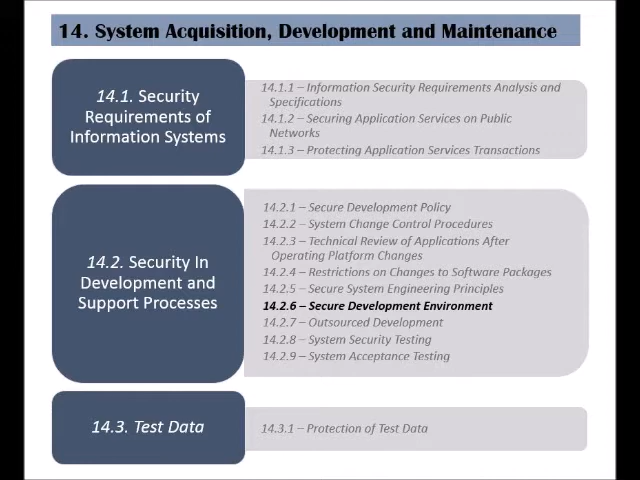 14. System Acquisition, Development and Maintenance
14.1. Security
Requirements of
Information Systems
14.1.1 – Information Security Requirements Analysis and
Specifications
14.1.2 – Securing Application Services on Public
Networks
14.1.3 – Protecting Application Services Transactions
14.2. Security In
Development and
Support Processes
14.2.1 – Secure Development Policy
14.2.2 – System Change Control Procedures
14.2.3 – Technical Review of Applications After
Operating Platform Changes
14.2.4 – Restrictions on Changes to Software Packages
14.2.5 – Secure System Engineering Principles
14.2.6 – Secure Development Environment
14.2.7 – Outsourced Development
14.2.8 – System Security Testing
14.2.9 – System Acceptance Testing
14.3. Test Data
14.3.1 – Protection of Test Data